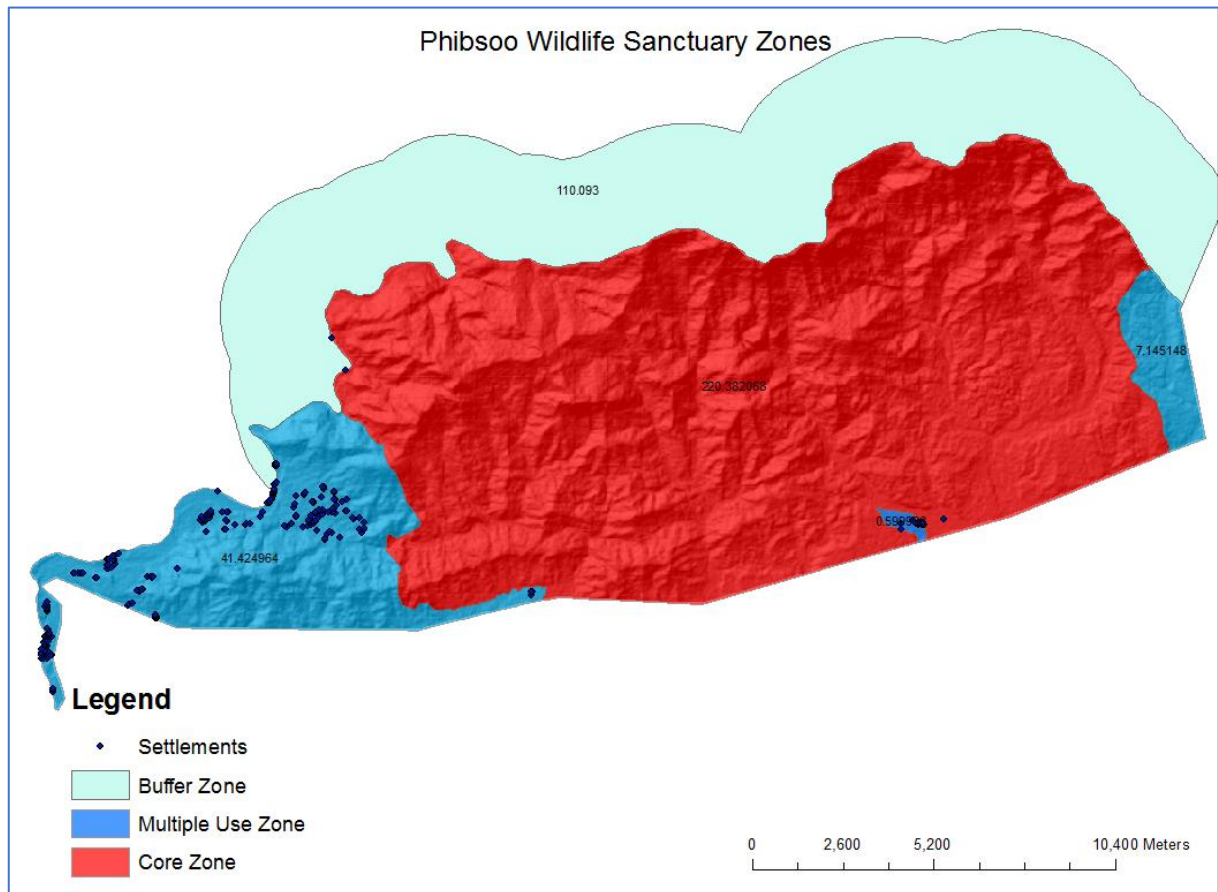 Phibsoo Wildlife Sanctuary Zones
110.093
7.145148
220.382068
41.424964
Legend
Settlements
Buffer Zone
Multiple Use Zone
Core Zone
0 2,600 5,200 10,400 Meters